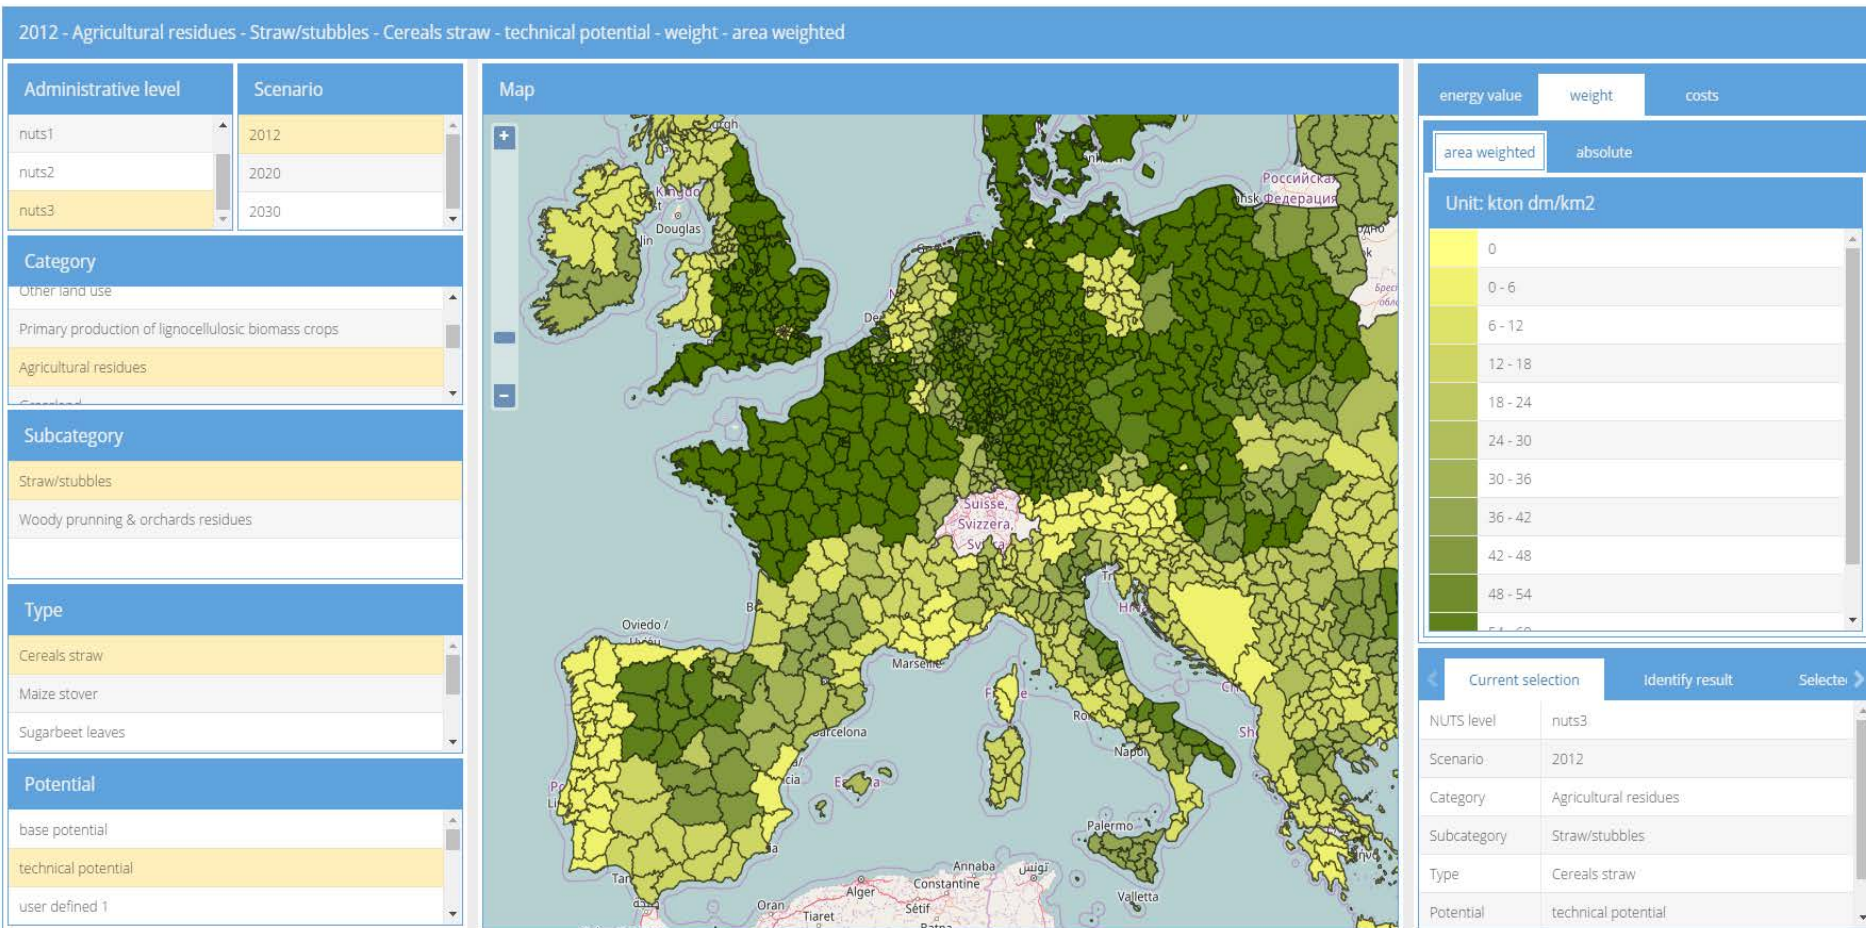 2012 - Agricultural residues - Straw/stubbles - Cereals straw - technical potential - weight - area weighted
Administrative level
nuts1
nuts2
nuts3
Scenario
2012
2020
2030
Category
Other land use
Primary production of lignocellulosic biomass crops
Agricultural residues
Subcategory
Straw/stubbles
Woody prunning & orchards residues
Type
Cereals straw
Maize stover
Sugarbeet leaves
Potential
base potential
technical potential
user defined 1
Map
+
−
Douglas
Российская
Федерация
Suisse,
Svizzera,
Oviedo /
Marseille
Barcelona
Napoli
Palermo
Annaba
تونس
Constantine
Alger
Sétif
Oran
Tiaret
Valletta
energy value
weight
costs
area weighted
absolute
Unit: kton dm/km2
0
0 - 6
6 - 12
12 - 18
18 - 24
24 - 30
30 - 36
36 - 42
42 - 48
48 - 54
54 - 60
Current selection
Identify result
NUTS level nuts3
Scenario 2012
Category Agricultural residues
Subcategory Straw/stubbles
Type Cereals straw
Potential technical potential